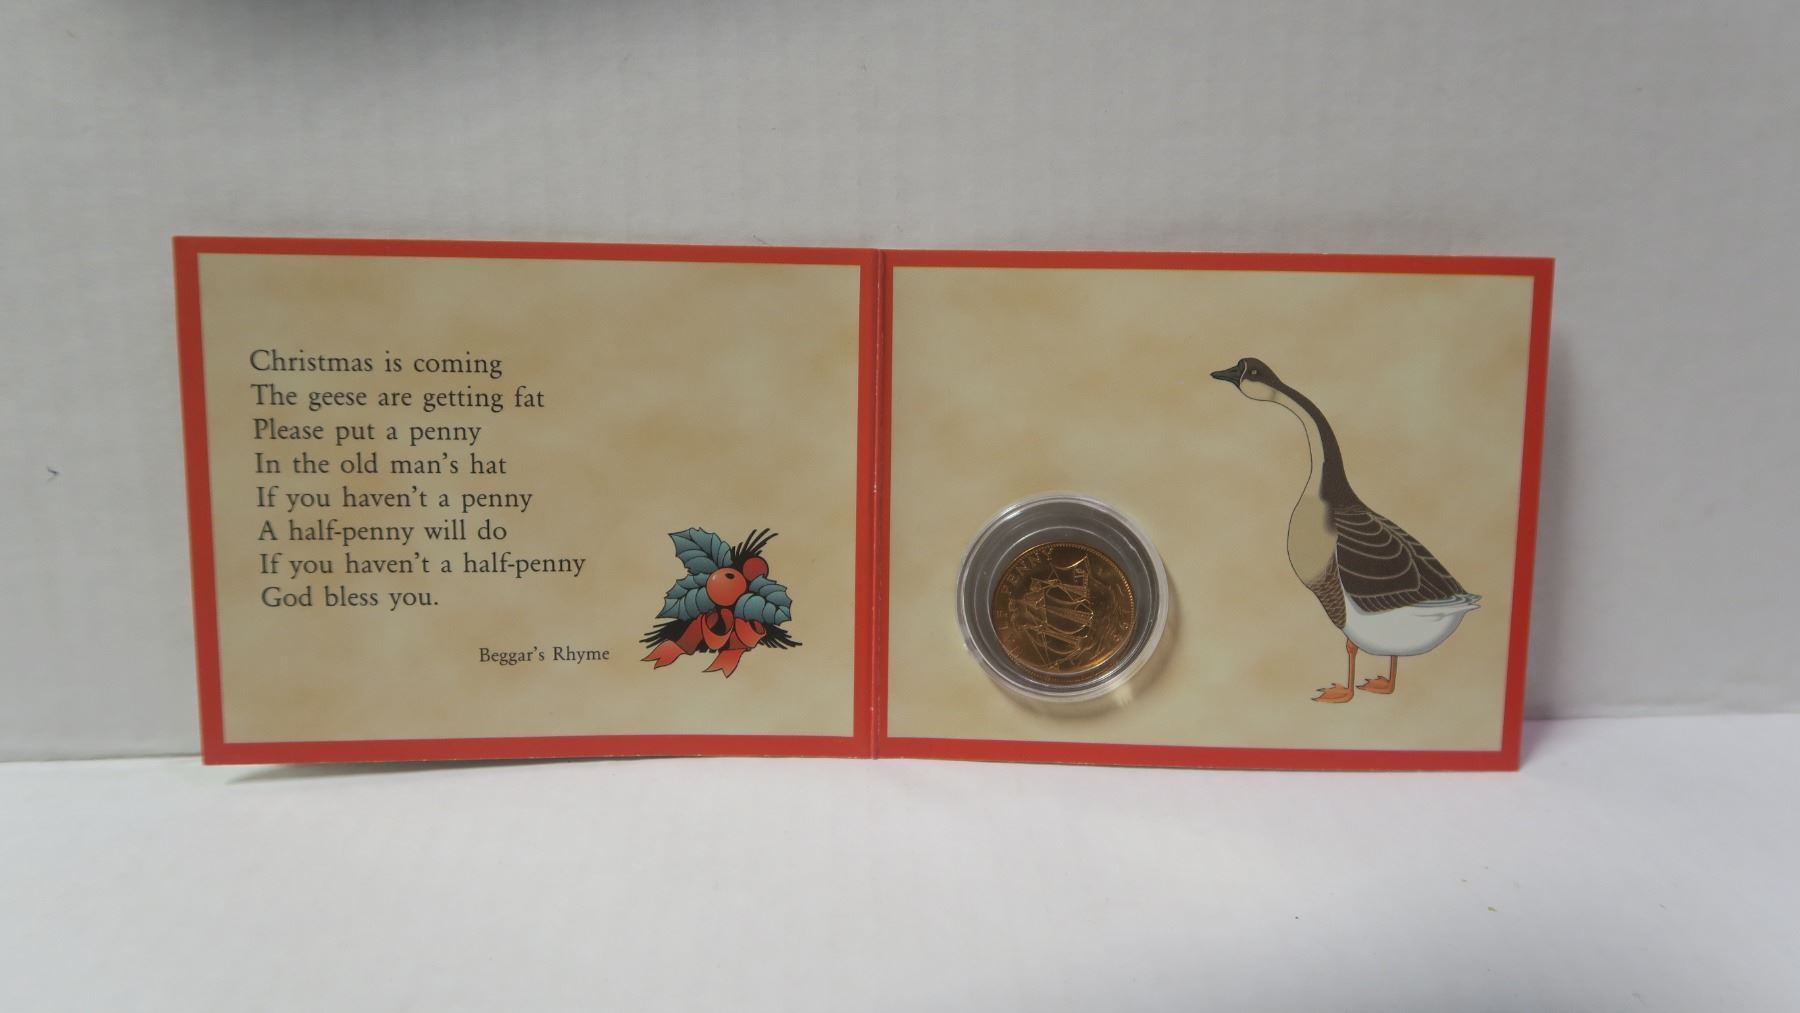 Christmas is coming
The geese are getting fat
Please put a penny
In the old man's hat
If you haven't a penny
A half-penny will do
If you haven't a half-penny
God bless you.
Beggar's Rhyme
PENNY